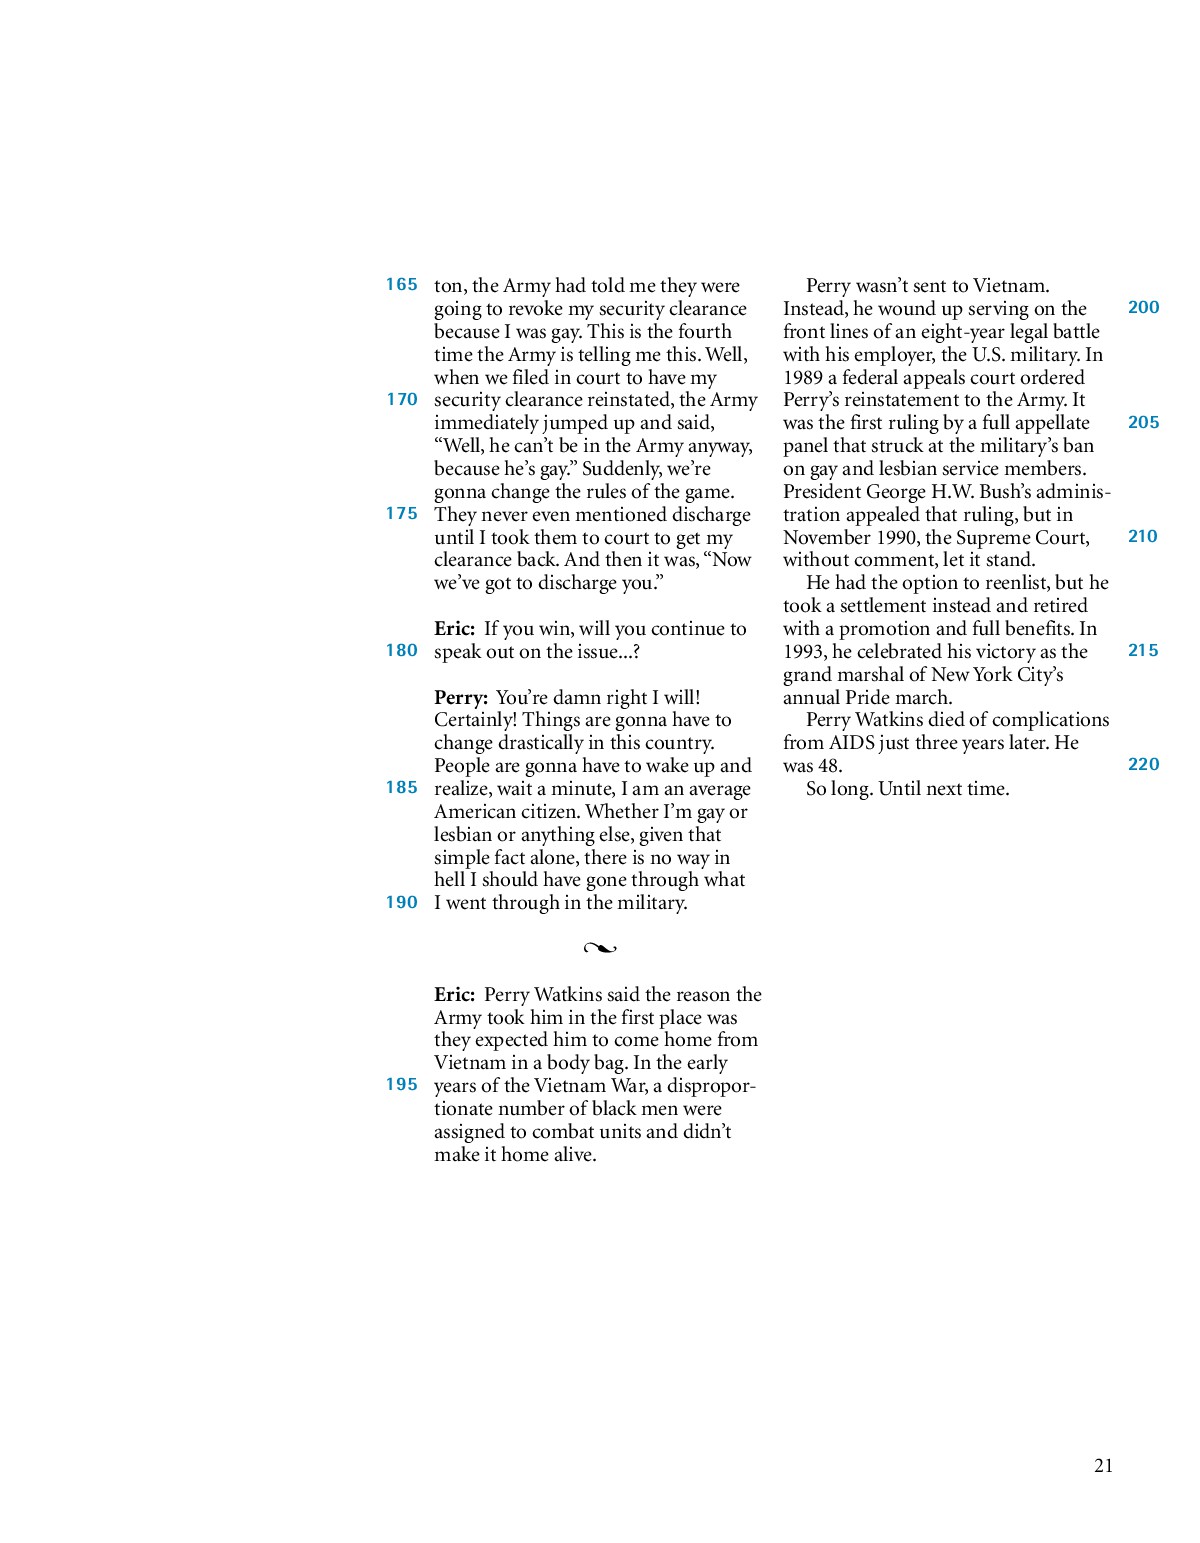 165 ton, the Army had told me they were
going to revoke my security clearance
because I was gay. This is the fourth
time the Army is telling me this. Well,
when we filed in court to have my
170 security clearance reinstated, the Army
immediately jumped up and said,
“Well, he can’t be in the Army anyway,
because he’s gay.” Suddenly, we’re
gonna change the rules of the game.
175 They never even mentioned discharge
until I took them to court to get my
clearance back. And then it was, “Now
we’ve got to discharge you.”
Eric: If you win, will you continue to
180 speak out on the issue...?
Perry: You’re damn right I will!
Certainly! Things are gonna have to
change drastically in this country.
People are gonna have to wake up and
185 realize, wait a minute, I am an average
American citizen. Whether I’m gay or
lesbian or anything else, given that
simple fact alone, there is no way in
hell I should have gone through what
190 I went through in the military.
Eric: Perry Watkins said the reason the
Army took him in the first place was
they expected him to come home from
Vietnam in a body bag. In the early
195 years of the Vietnam War, a dispropor-
tionate number of black men were
assigned to combat units and didn’t
make it home alive.
Perry wasn’t sent to Vietnam.
Instead, he wound up serving on the 200
front lines of an eight-year legal battle
with his employer, the U.S. military. In
1989 a federal appeals court ordered
Perry’s reinstatement to the Army. It
was the first ruling by a full appellate 205
panel that struck at the military’s ban
on gay and lesbian service members.
President George H.W. Bush’s adminis-
tration appealed that ruling, but in
November 1990, the Supreme Court, 210
without comment, let it stand.
He had the option to reenlist, but he
took a settlement instead and retired
with a promotion and full benefits. In
1993, he celebrated his victory as the 215
grand marshal of New York City’s
annual Pride march.
Perry Watkins died of complications
from AIDS just three years later. He
was 48. 220
So long. Until next time.
21